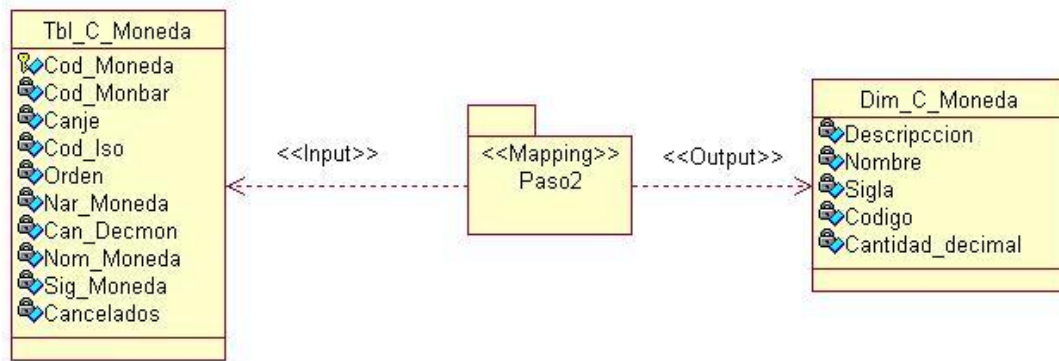 Tbl_C_Moneda
Cod_Moneda
Cod_Monbar
Canje
Cod_Iso
Orden
Nar_Moneda
Can_Decmon
Nom_Moneda
Sig_Moneda
Cancelados
<<Input>>
<<Mapping>>
Paso2
<<Output>>
Dim_C_Moneda
Descripccion
Nombre
Sigla
Codigo
Cantidad_decimal